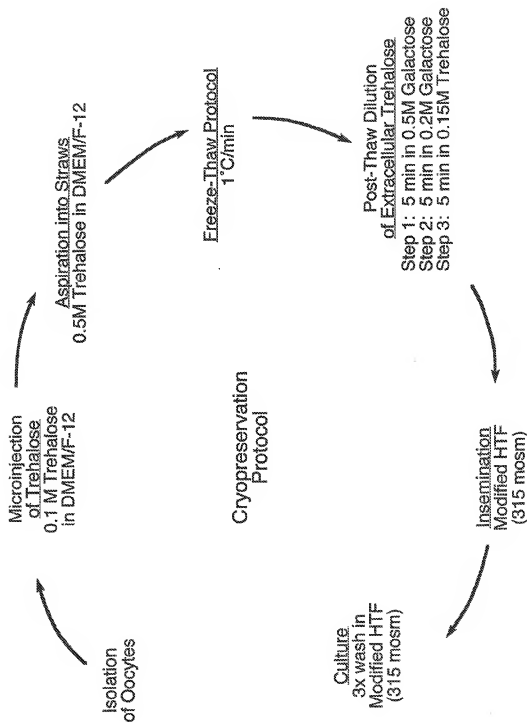 Isolation
of Oocytes
Microinjection
of Trehalose
0.1 M Trehalose
in DMEM/F-12
Aspiration into Straws
0.5M Trehalose in DMEM/F-12
Freeze-Thaw Protocol
1°C/min
Post-Thaw Dilution
of Extracellular Trehalose
Step 1: 5 min in 0.5M Galactose
Step 2: 5 min in 0.2M Galactose
Step 3: 5 min in 0.15M Trehalose
Insemination
Modified HTF
(315 mosm)
Culture
3x wash in
Modified HTF
(315 mosm)
Cryopreservation
Protocol